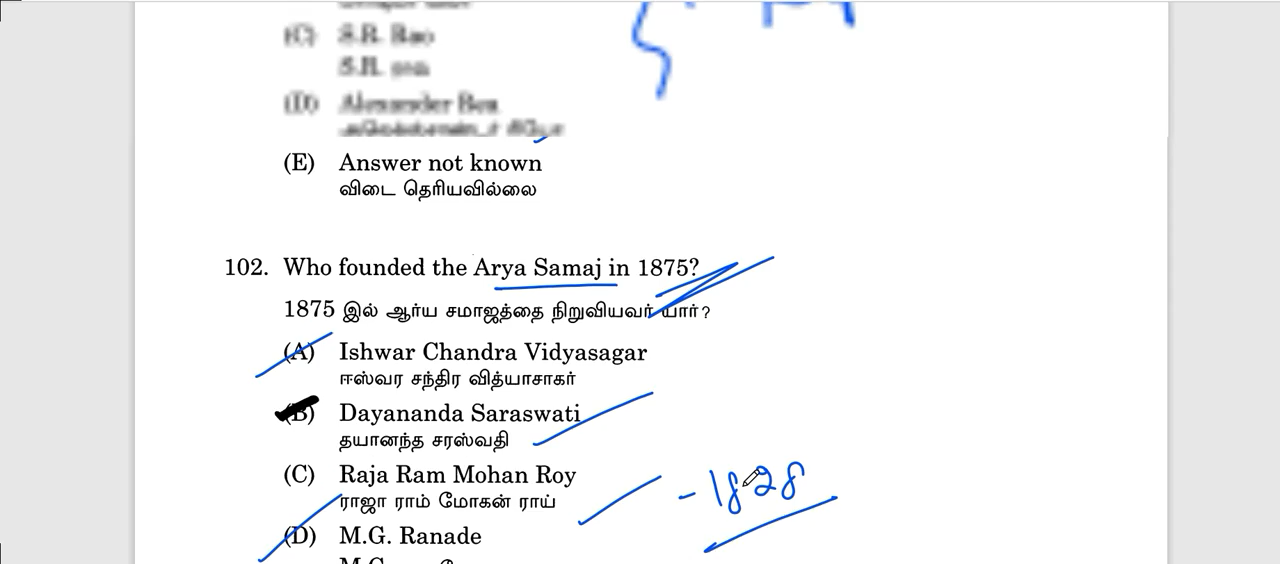 (C) S.R. Rao
S.R. ராவ்
(D)
(E) Answer not known
விடை தெரியவில்லை
102. Who founded the Arya Samaj in 1875?
1875 இல் ஆர்ய சமாஜத்தை நிறுவியவர் யார்?
(A) Ishwar Chandra Vidyasagar
ஈஸ்வர சந்திர வித்யாசாகர்
(B) Dayananda Saraswati
தயானந்த சரஸ்வதி
(C) Raja Ram Mohan Roy - 1828
ராஜா ராம் மோகன் ராய்
(D) M.G. Ranade